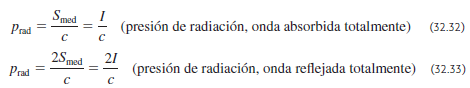 p_rad = S_med/c = I/c (presión de radiación, onda absorbida totalmente) (32.32)
p_rad = 2S_med/c = 2I/c (presión de radiación, onda reflejada totalmente) (32.33)